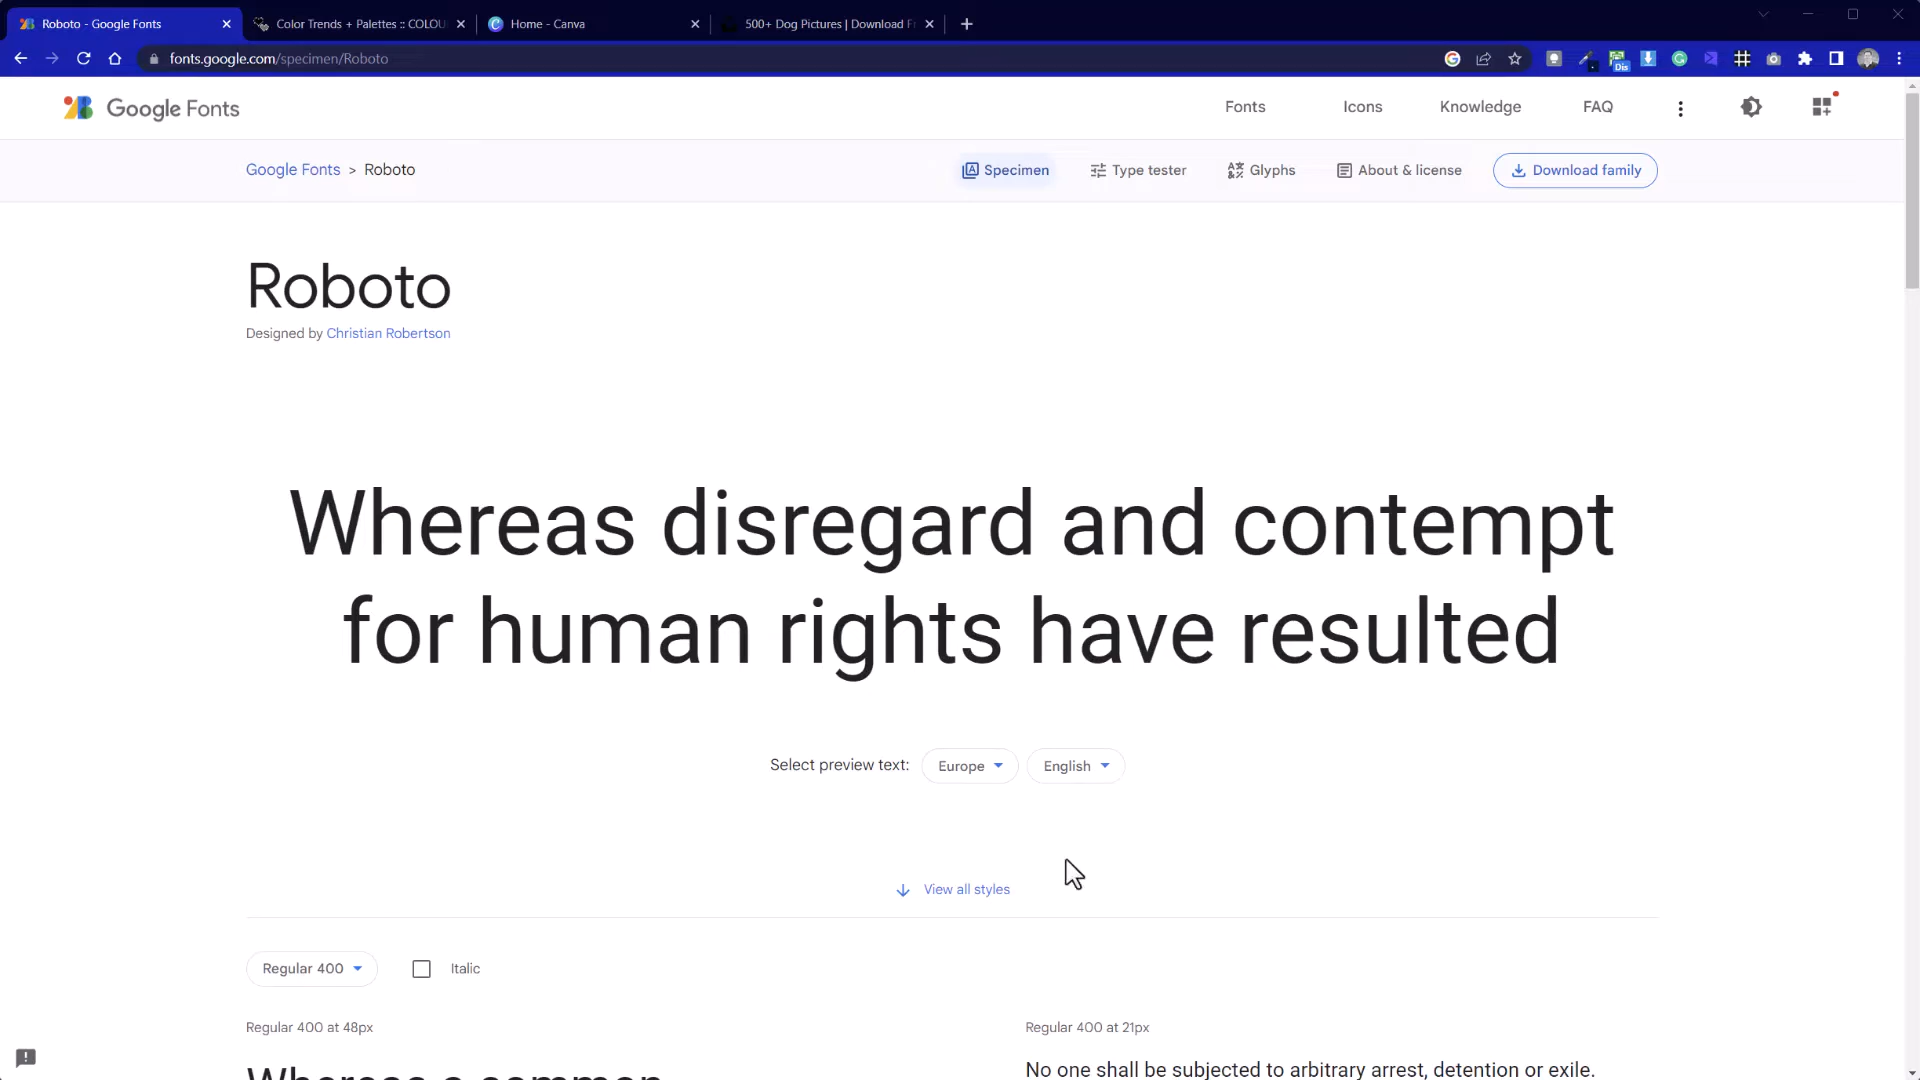 Roboto - Google Fonts
Color Trends + Palettes :: COLOU
Home - Canva
500+ Dog Pictures | Download F
fonts.google.com/specimen/Roboto
Dis
Google Fonts
Fonts
Icons
Knowledge
FAQ
Google Fonts > Roboto
Specimen
Type tester
Glyphs
About & license
Download family
Roboto
Designed by Christian Robertson
Whereas disregard and contempt
for human rights have resulted
Select preview text:
Europe
English
View all styles
Regular 400
Italic
Regular 400 at 48px
Regular 400 at 21px
Whereas a common
No one shall be subjected to arbitrary arrest, detention or exile.